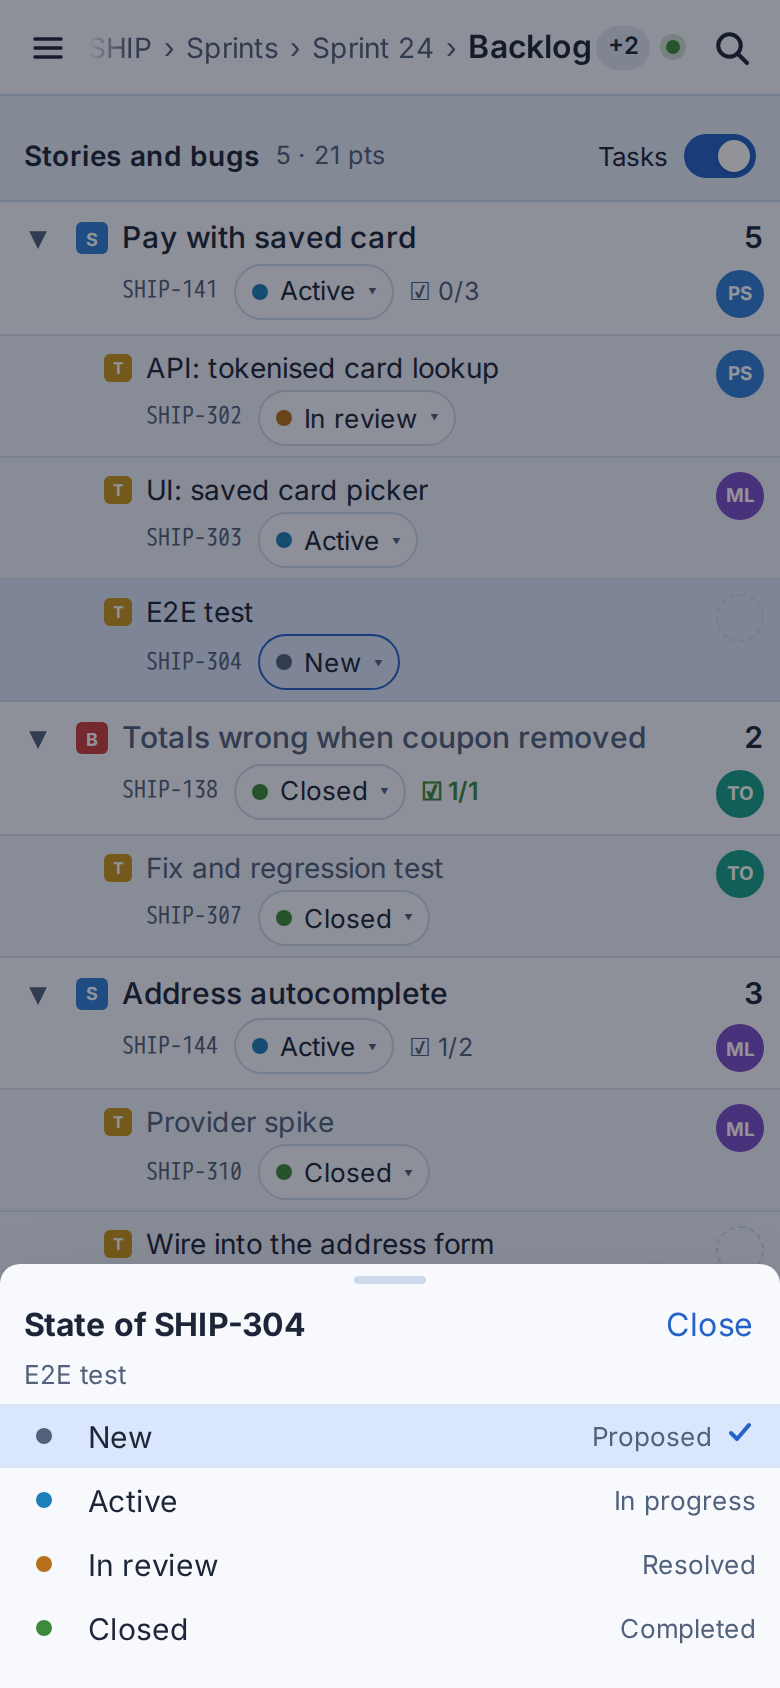 SHIP › Sprints › Sprint 24 › Backlog +2
Stories and bugs 5 · 21 pts Tasks
▼ S Pay with saved card 5
SHIP-141 Active ▾ ☑ 0/3 PS
T API: tokenised card lookup PS
SHIP-302 In review ▾
T UI: saved card picker ML
SHIP-303 Active ▾
T E2E test
SHIP-304 New ▾
▼ B Totals wrong when coupon removed 2
SHIP-138 Closed ▾ ☑ 1/1 TO
T Fix and regression test TO
SHIP-307 Closed ▾
▼ S Address autocomplete 3
SHIP-144 Active ▾ ☑ 1/2 ML
T Provider spike ML
SHIP-310 Closed ▾
T Wire into the address form
State of SHIP-304 Close
E2E test
New Proposed ✓
Active In progress
In review Resolved
Closed Completed